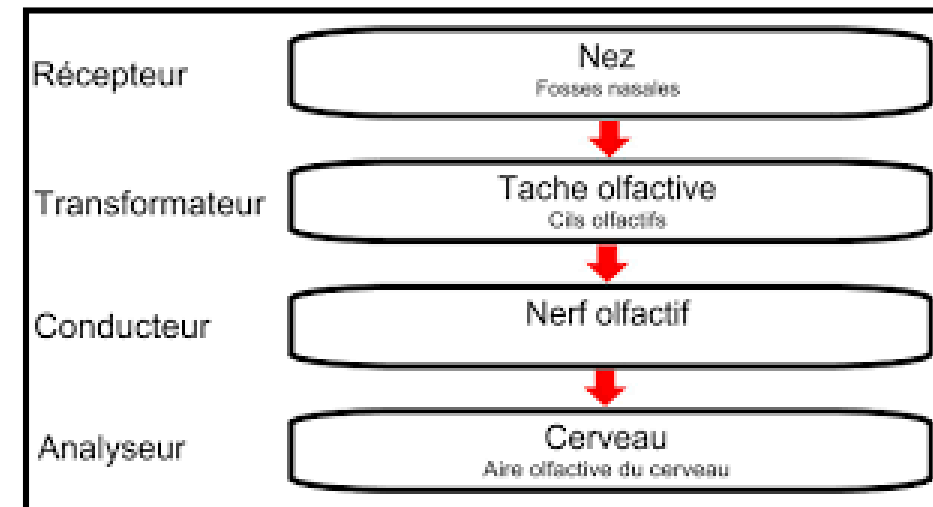 Récepteur
Nez
Fosses nasales
Transformateur
Tache olfactive
Cils olfactifs
Conducteur
Nerf olfactif
Analyseur
Cerveau
Aire olfactive du cerveau